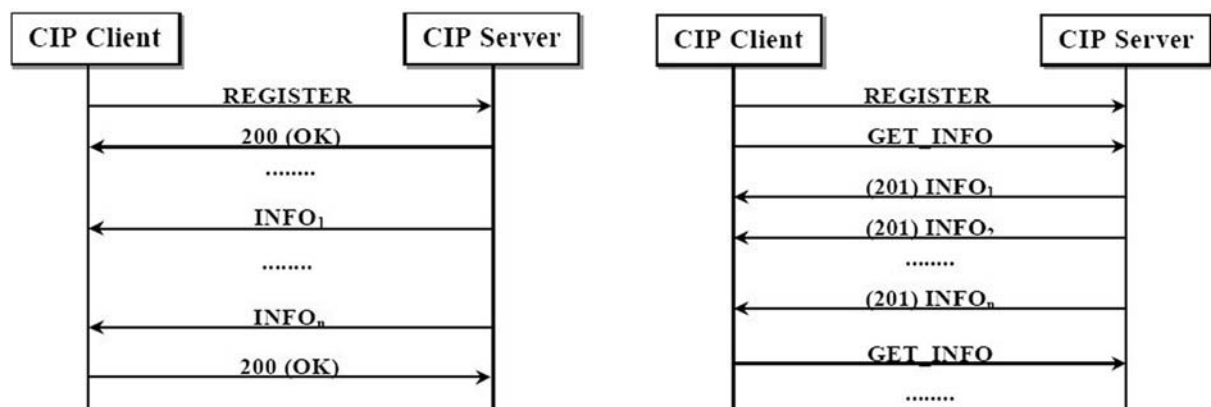 CIP Client
CIP Server
REGISTER
200 (OK)
........
INFO₁
........
INFOₙ
200 (OK)
CIP Client
CIP Server
REGISTER
GET_INFO
(201) INFO₁
(201) INFO₂
........
(201) INFOₙ
GET_INFO
........